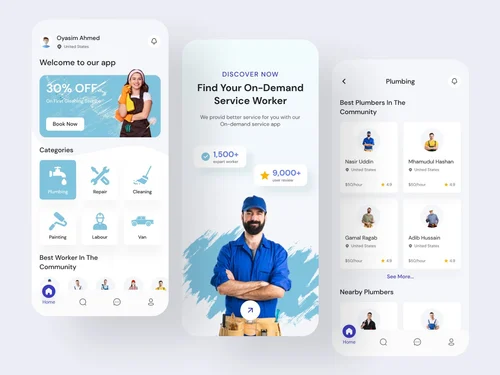 Oyasim Ahmed
United States
Welcome to our app
30% OFF
On First Cleaning Service
Book Now
Categories
Plumbing
Repair
Cleaning
Painting
Labour
Van
Best Worker In The
Community
Home
DISCOVER NOW
Find Your On-Demand
Service Worker
We provide better service for you with our
On-demand service app
1,500+
expert worker
9,000+
user review
Plumbing
Best Plumbers In The
Community
Nasir Uddin
United States
$50/hour
4.9
Mhamudul Hashan
United States
$50/hour
4.9
Gamal Ragab
United States
$50/hour
4.9
Adib Hussain
United States
$50/hour
4.9
See More...
Nearby Plumbers
Home